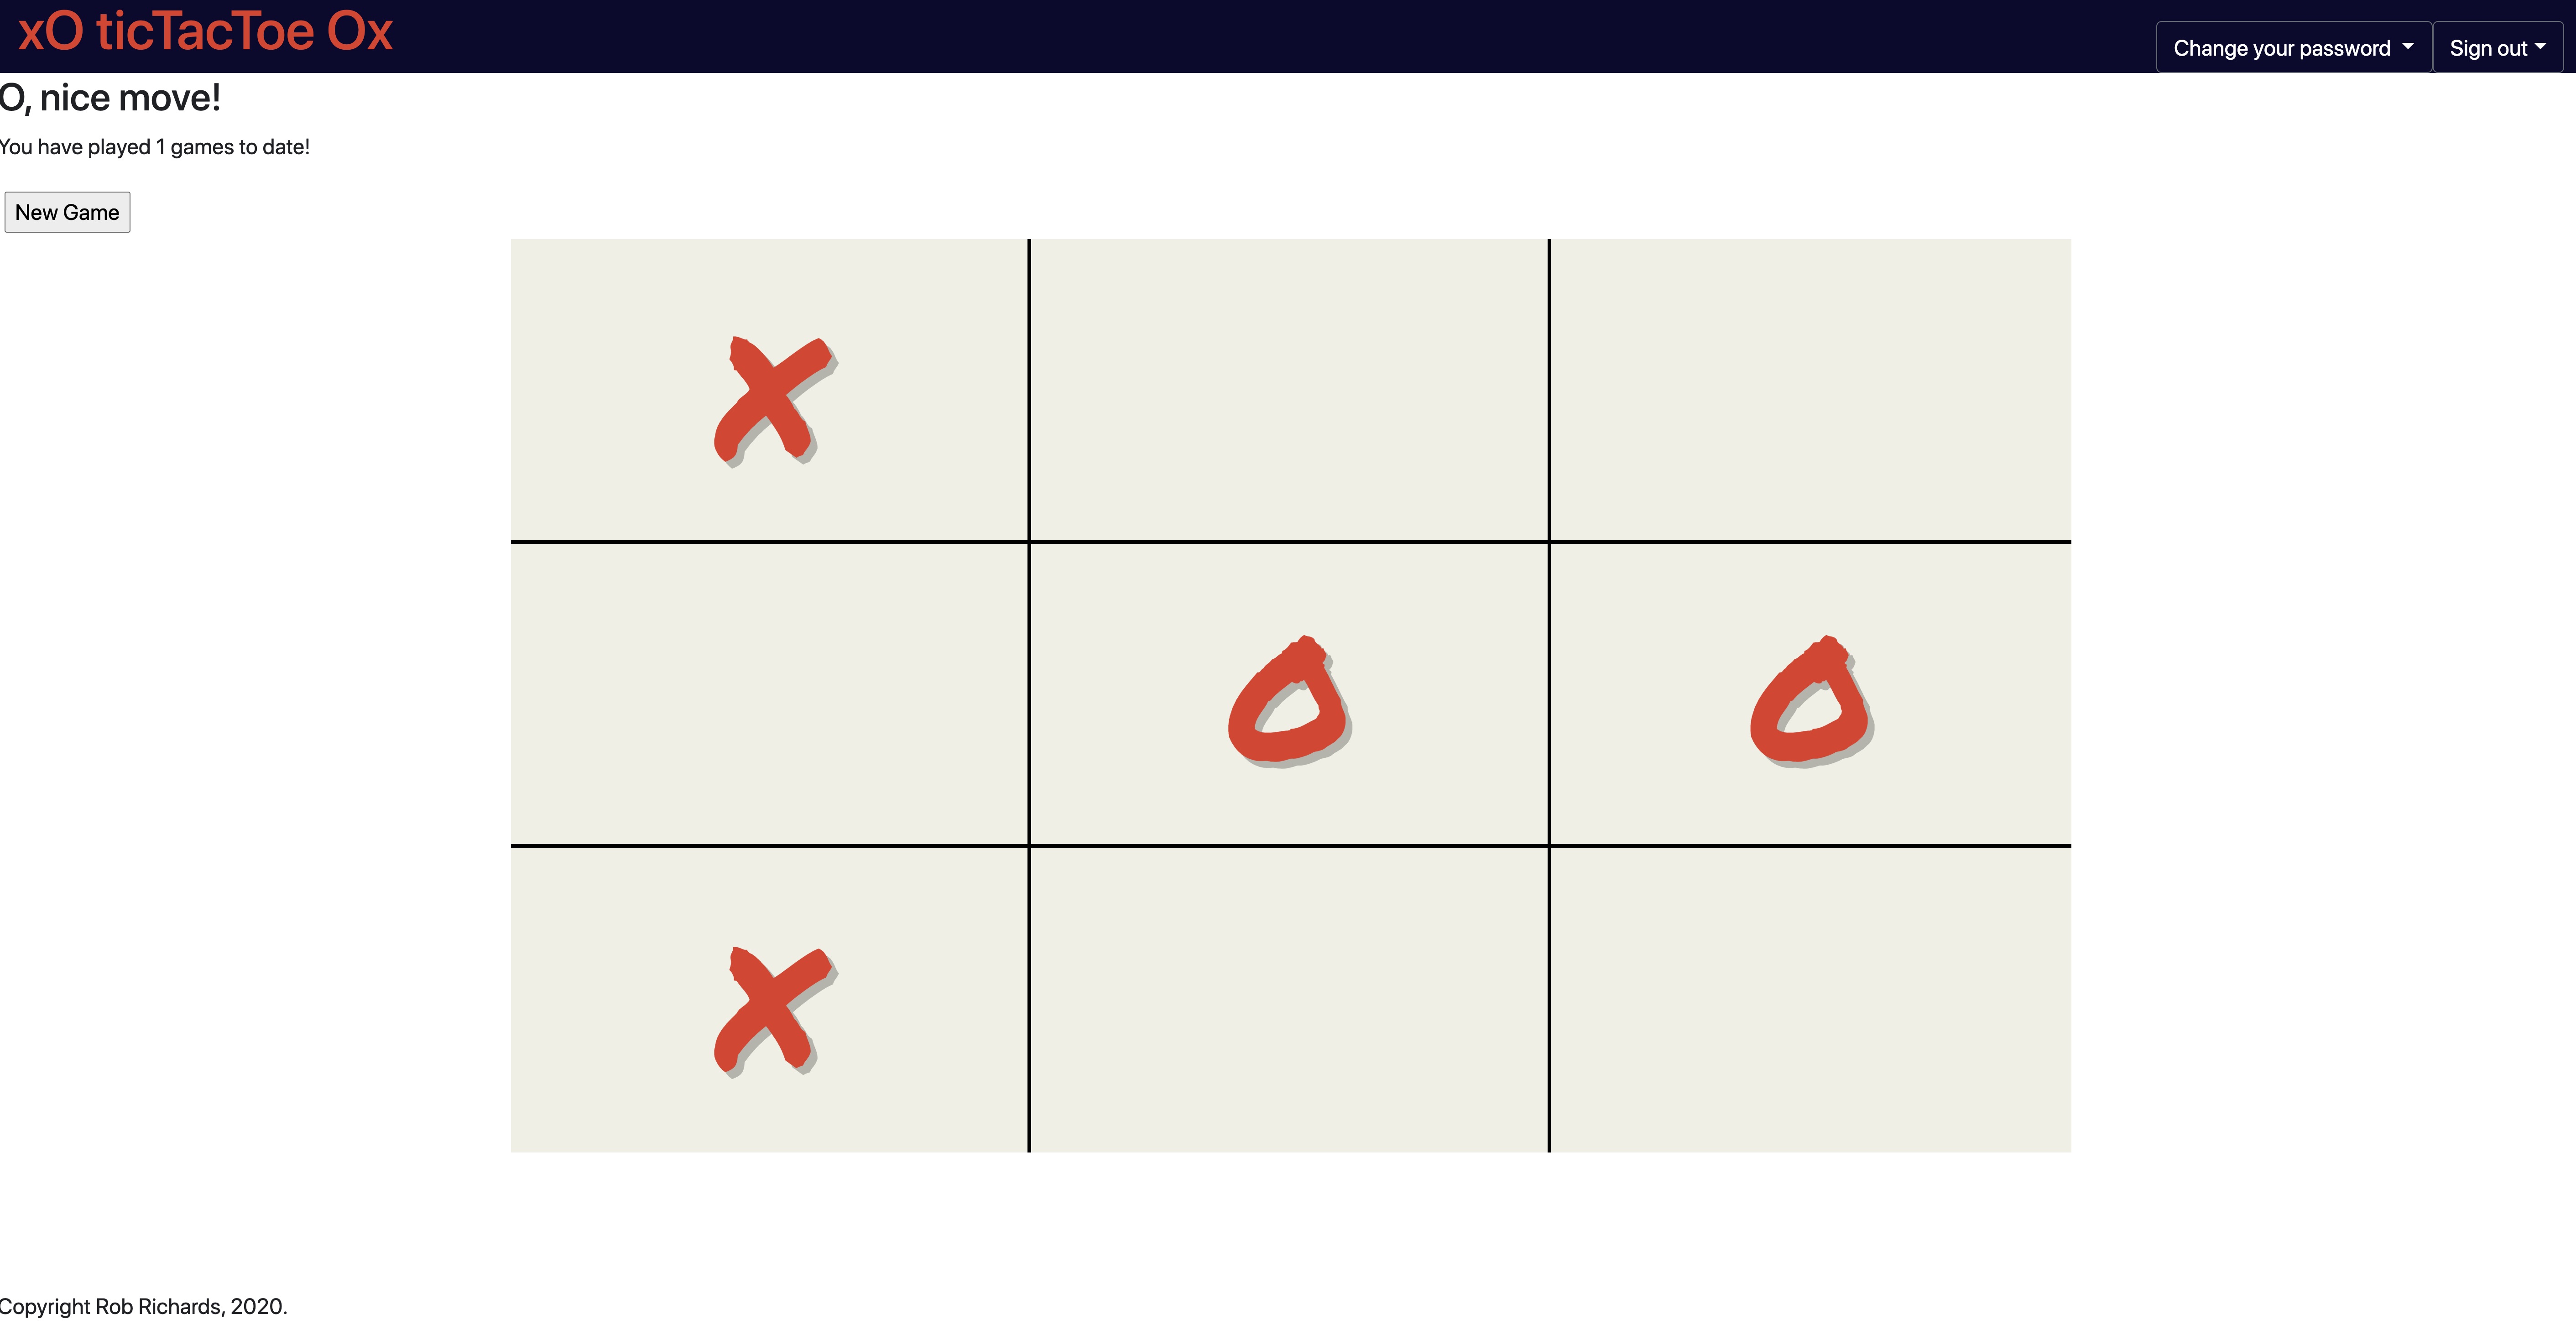 xO ticTacToe Ox
Change your password
Sign out
O, nice move!
You have played 1 games to date!
New Game
X
O O
X
Copyright Rob Richards, 2020.